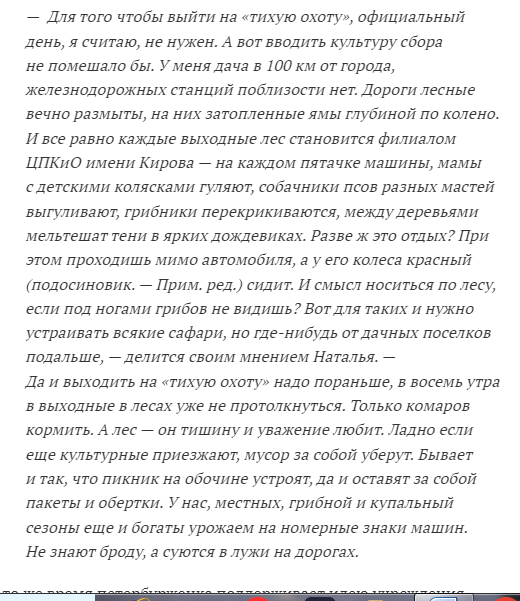 — Для того чтобы выйти на «тихую охоту», официальный
день, я считаю, не нужен. А вот вводить культуру сбора
не помешало бы. У меня дача в 100 км от города,
железнодорожных станций поблизости нет. Дороги лесные
вечно размыты, на них затопленные ямы глубиной по колено.
И все равно каждые выходные лес становится филиалом
ЦПКиО имени Кирова — на каждом пятачке машины, мамы
с детскими колясками гуляют, собачники псов разных мастей
выгуливают, грибники перекрикиваются, между деревьями
мельтешат тени в ярких дождевиках. Разве ж это отдых? При
этом проходишь мимо автомобиля, а у его колеса красный
(подосиновик. — Прим. ред.) сидит. И смысл носиться по лесу,
если под ногами грибов не видишь? Вот для таких и нужно
устраивать всякие сафари, но где-нибудь от дачных поселков
подальше, — делится своим мнением Наталья. —
Да и выходить на «тихую охоту» надо пораньше, в восемь утра
в выходные в лесах уже не протолкнуться. Только комаров
кормить. А лес — он тишину и уважение любит. Ладно если
еще культурные приезжают, мусор за собой уберут. Бывает
и так, что пикник на обочине устроят, да и оставят за собой
пакеты и обертки. У нас, местных, грибной и купальный
сезоны еще и богаты урожаем на номерные знаки машин.
Не знают броду, а суются в лужи на дорогах.